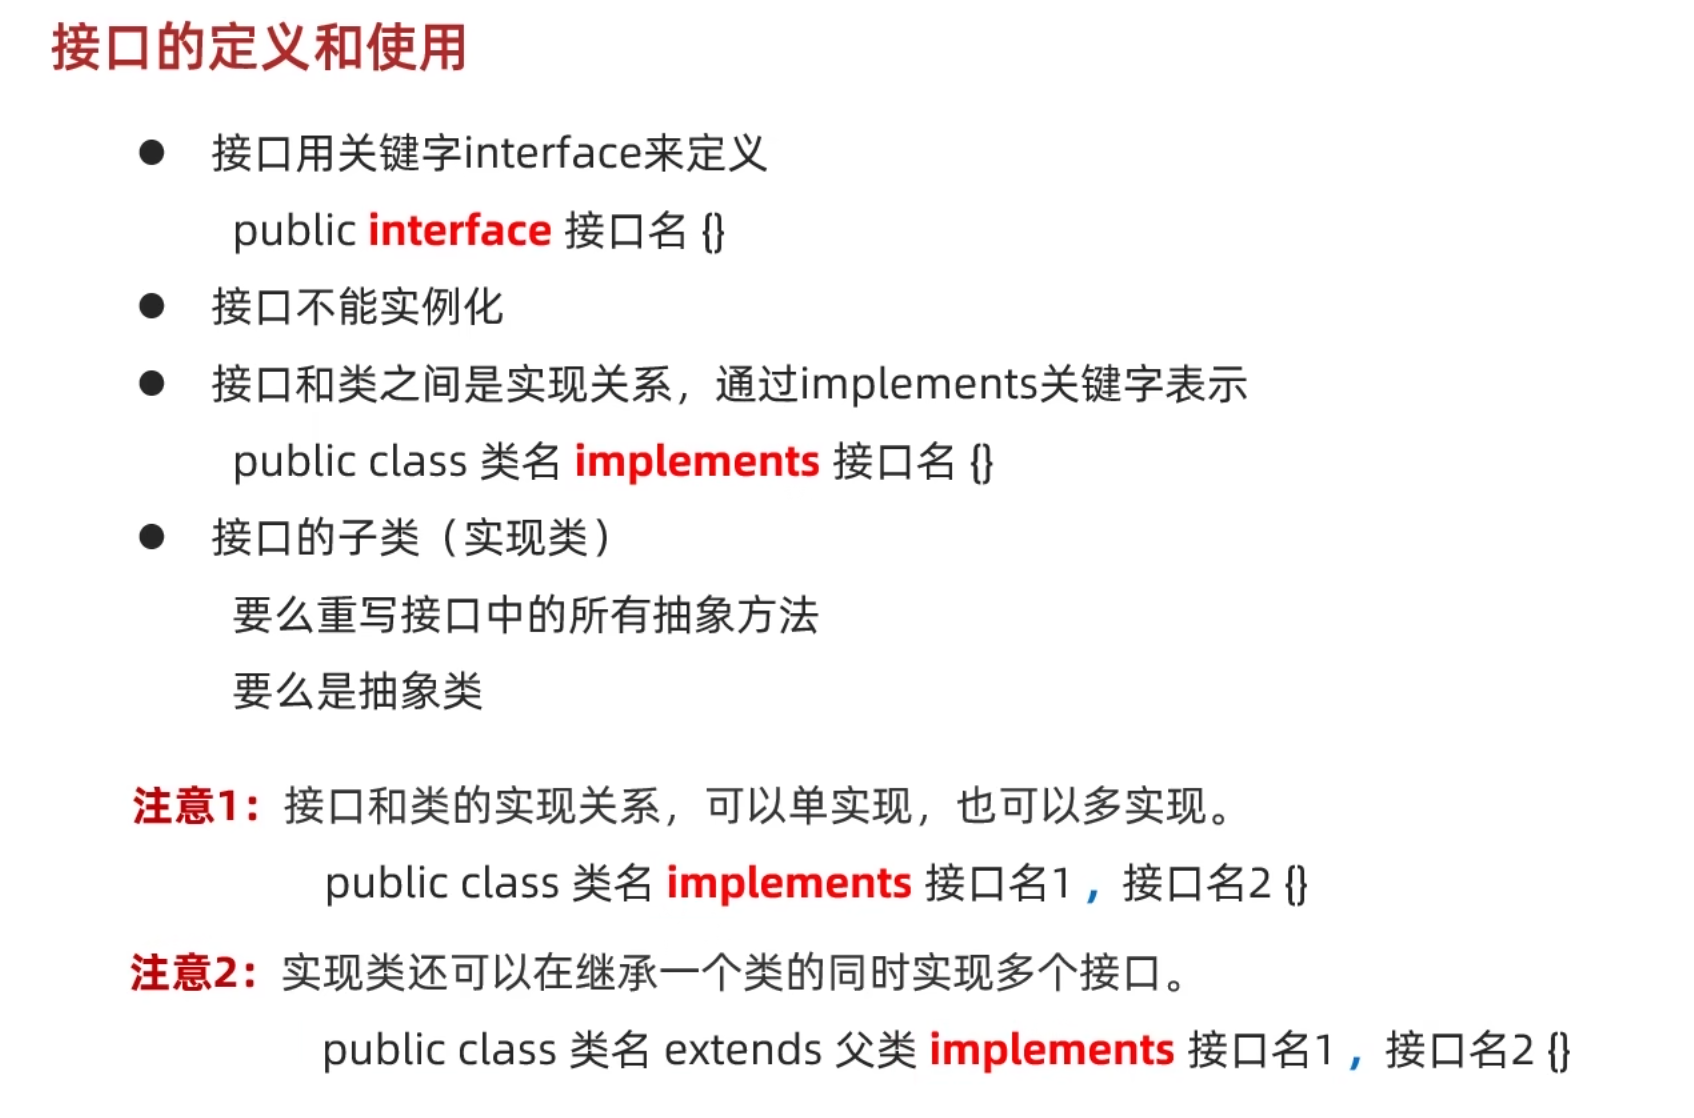 接口的定义和使用
● 接口用关键字interface来定义
public interface 接口名 {}
● 接口不能实例化
● 接口和类之间是实现关系，通过implements关键字表示
public class 类名 implements 接口名 {}
● 接口的子类（实现类）
要么重写接口中的所有抽象方法
要么是抽象类
注意1：接口和类的实现关系，可以单实现，也可以多实现。
public class 类名 implements 接口名1 ，接口名2 {}
注意2：实现类还可以在继承一个类的同时实现多个接口。
public class 类名 extends 父类 implements 接口名1 ，接口名2 {}